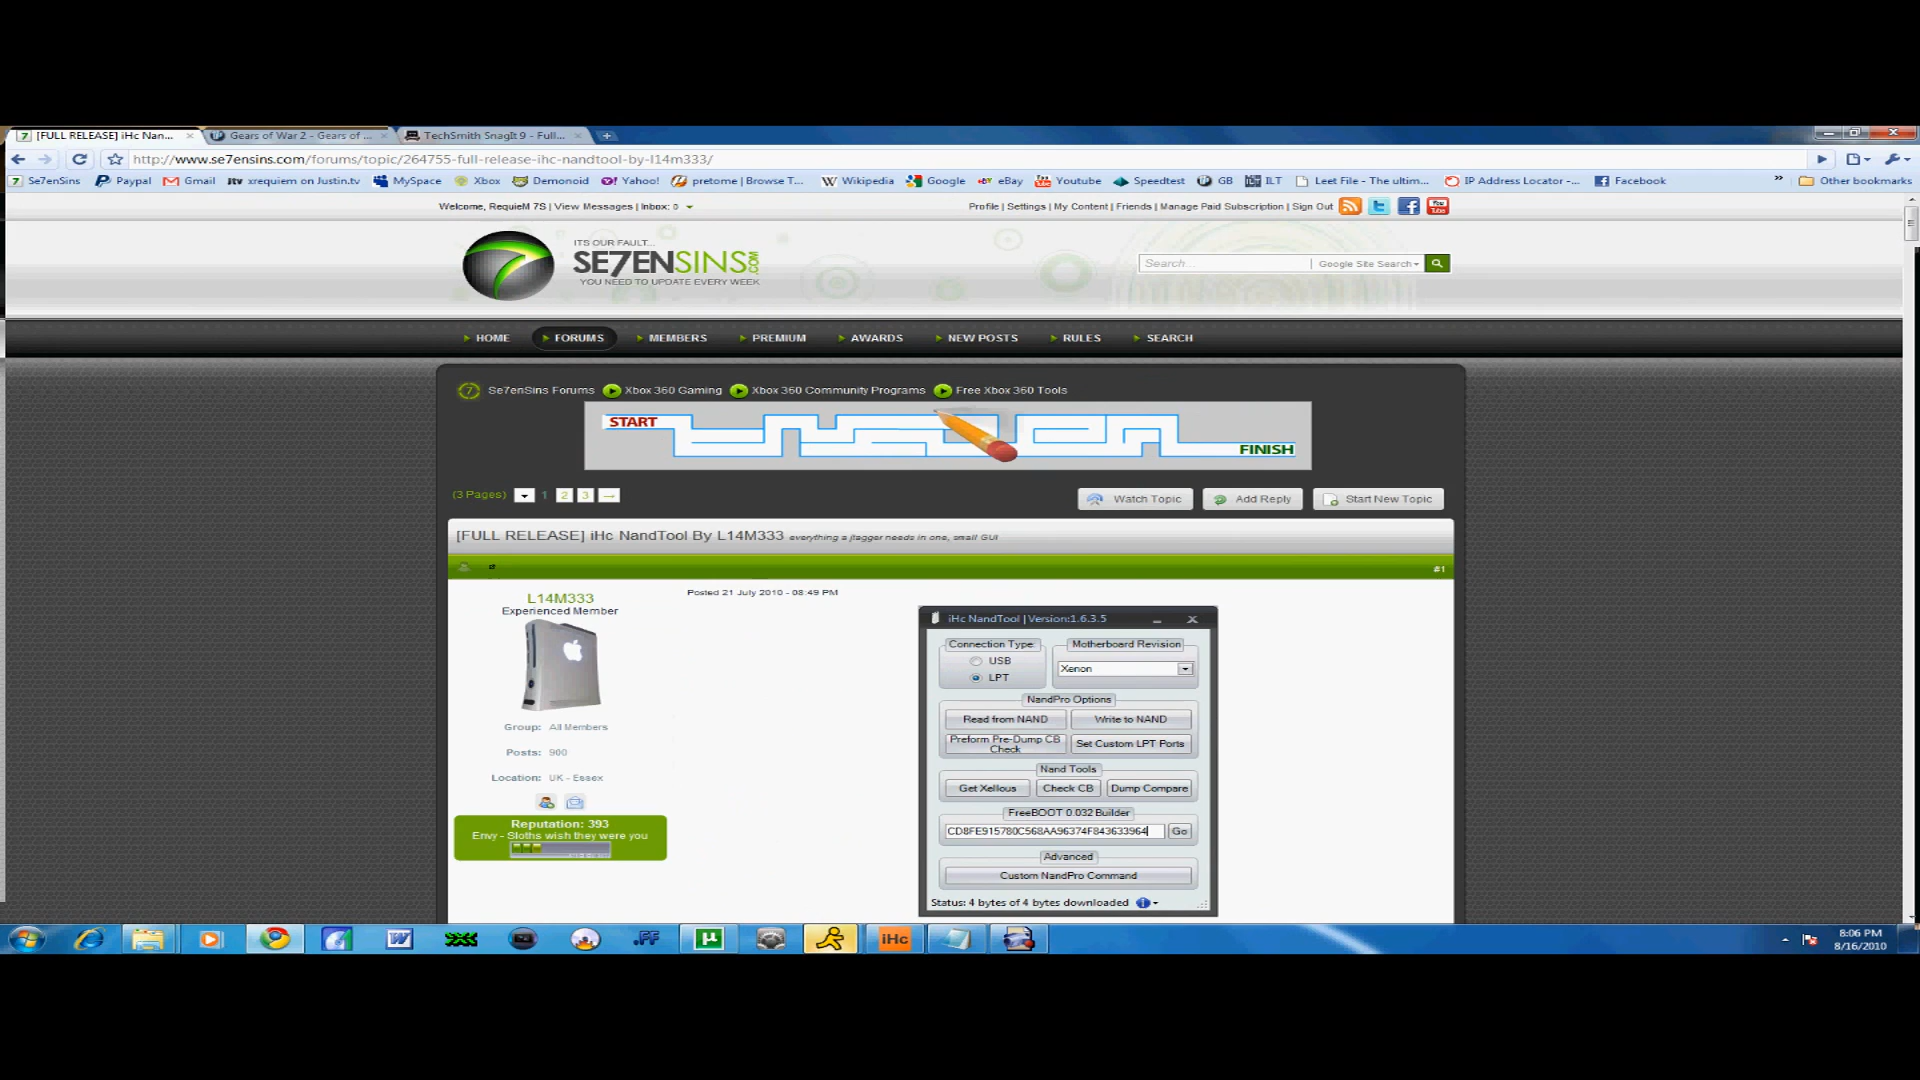 [FULL RELEASE] iHc Nan...
Gears of War 2 - Gears of ...
TechSmith SnagIt 9 - Full...
http://www.se7ensins.com/forums/topic/264755-full-release-ihc-nandtool-by-l14m333/
Se7enSins Paypal Gmail xrequiem on Justin.tv MySpace Xbox Demonoid Yahoo! pretome | Browse T... Wikipedia Google eBay Youtube Speedtest GB ILT Leet File - The ultim... IP Address Locator -... Facebook » Other bookmarks
Welcome, RequieM 7S | View Messages | Inbox: 0
Profile | Settings | My Content | Friends | Manage Paid Subscription | Sign Out
ITS OUR FAULT...
SE7ENSINS.COM
YOU NEED TO UPDATE EVERY WEEK
Search...
Google Site Search
HOME FORUMS MEMBERS PREMIUM AWARDS NEW POSTS RULES SEARCH
Se7enSins Forums Xbox 360 Gaming Xbox 360 Community Programs Free Xbox 360 Tools
START
FINISH
(3 Pages) 1 2 3 →
Watch Topic Add Reply Start New Topic
[FULL RELEASE] iHc NandTool By L14M333 everything a jtagger needs in one, small GUI
#1
L14M333
Experienced Member
Group: All Members
Posts: 900
Location: UK - Essex
Reputation: 393
Envy - Sloths wish they were you
Posted 21 July 2010 - 08:49 PM
iHc NandTool | Version:1.6.3.5
Connection Type:
USB
LPT
Motherboard Revision
Xenon
NandPro Options
Read from NAND Write to NAND
Preform Pre-Dump CB Check
Set Custom LPT Ports
Nand Tools
Get Xellous Check CB Dump Compare
FreeBOOT 0.032 Builder
CD8FE915780C568AA96374F843633964 Go
Advanced
Custom NandPro Command
Status: 4 bytes of 4 bytes downloaded
.FF
iHc
8:06 PM
8/16/2010